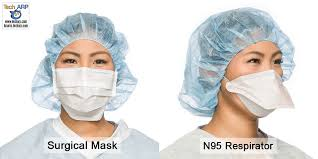 Tech ARP
Surgical Mask
N95 Respirator